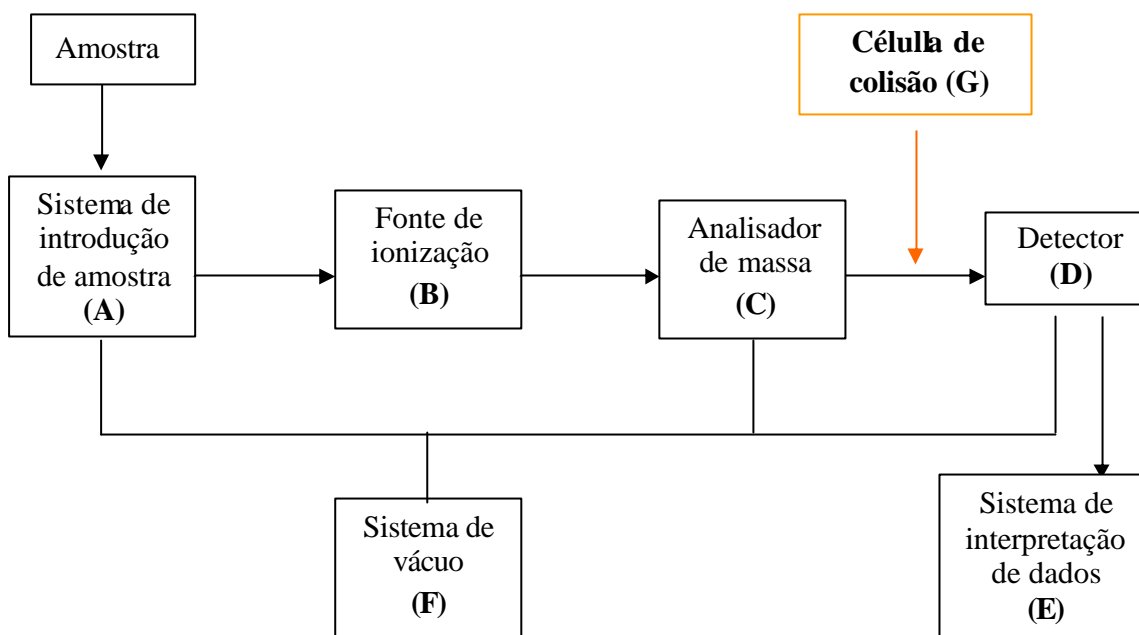 Amostra
Célulla de
colisão (G)
Sistema de
introdução
de amostra
(A)
Fonte de
ionização
(B)
Analisador
de massa
(C)
Detector
(D)
Sistema de
vácuo
(F)
Sistema de
interpretação
de dados
(E)